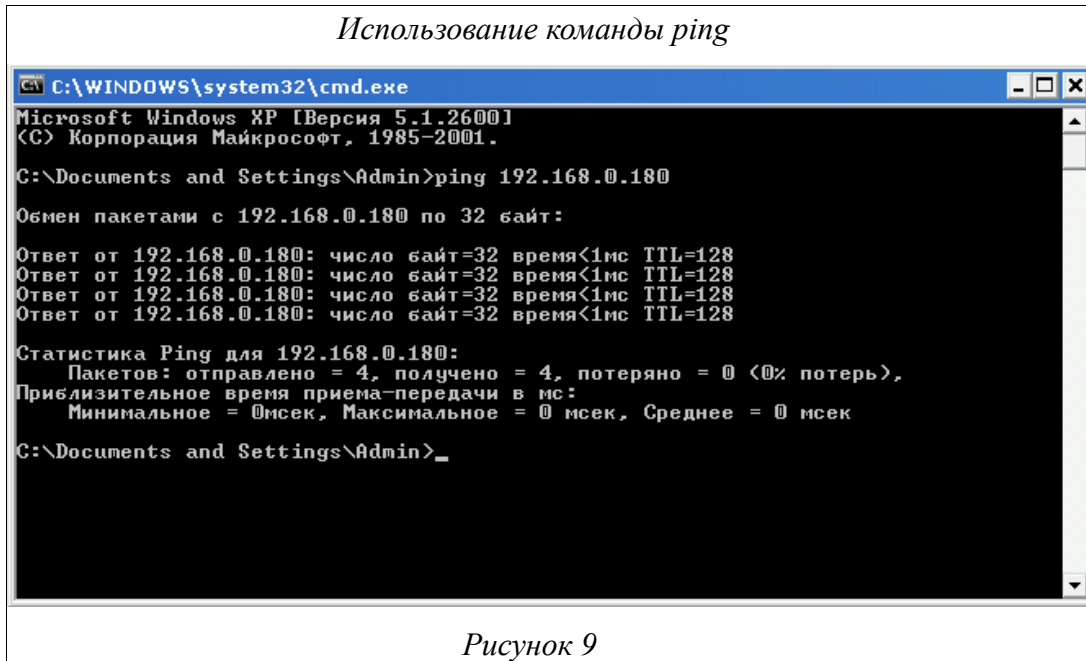 Использование команды ping
C:\WINDOWS\system32\cmd.exe
Microsoft Windows XP [Версия 5.1.2600]
(С) Корпорация Майкрософт, 1985-2001.
C:\Documents and Settings\Admin>ping 192.168.0.180
Обмен пакетами с 192.168.0.180 по 32 байт:
Ответ от 192.168.0.180: число байт=32 время<1мс TTL=128
Ответ от 192.168.0.180: число байт=32 время<1мс TTL=128
Ответ от 192.168.0.180: число байт=32 время<1мс TTL=128
Ответ от 192.168.0.180: число байт=32 время<1мс TTL=128
Статистика Ping для 192.168.0.180:
Пакетов: отправлено = 4, получено = 4, потеряно = 0 (0% потерь),
Приблизительное время приема-передачи в мс:
Минимальное = 0мсек, Максимальное = 0 мсек, Среднее = 0 мсек
C:\Documents and Settings\Admin>_
Рисунок 9